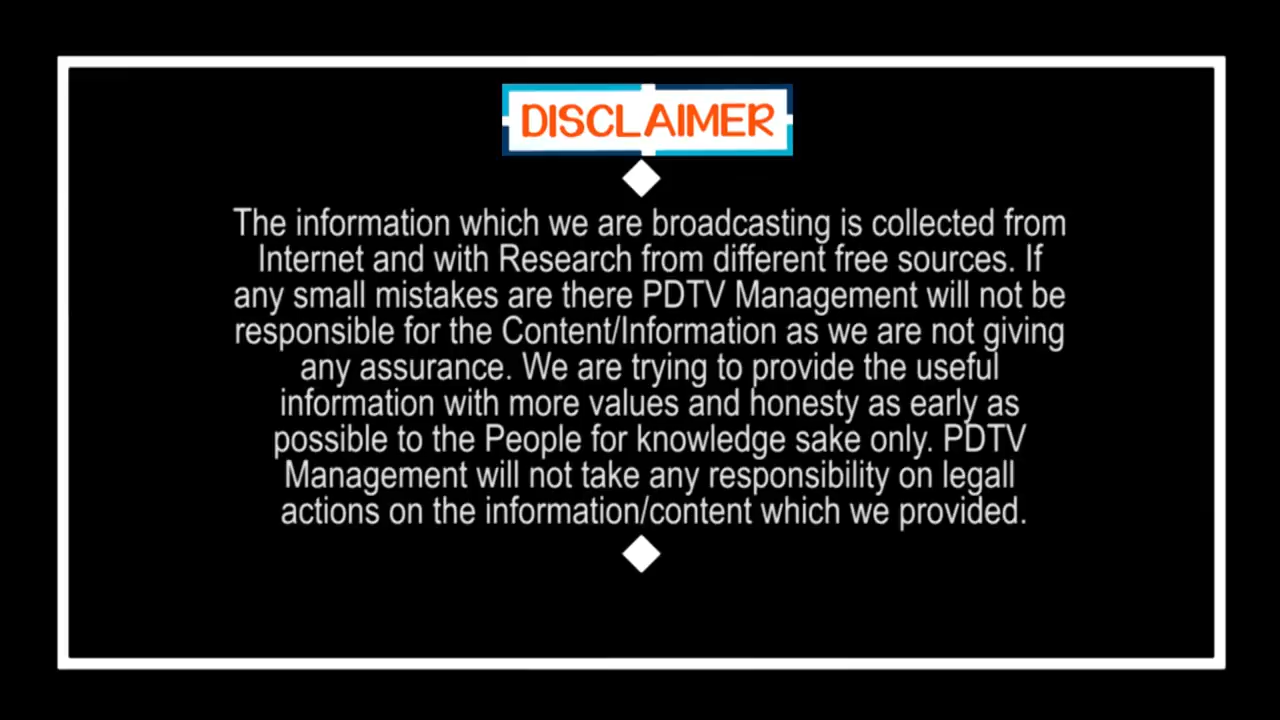 DISCLAIMER
The information which we are broadcasting is collected from
Internet and with Research from different free sources. If
any small mistakes are there PDTV Management will not be
responsible for the Content/Information as we are not giving
any assurance. We are trying to provide the useful
information with more values and honesty as early as
possible to the People for knowledge sake only. PDTV
Management will not take any responsibility on legall
actions on the information/content which we provided.